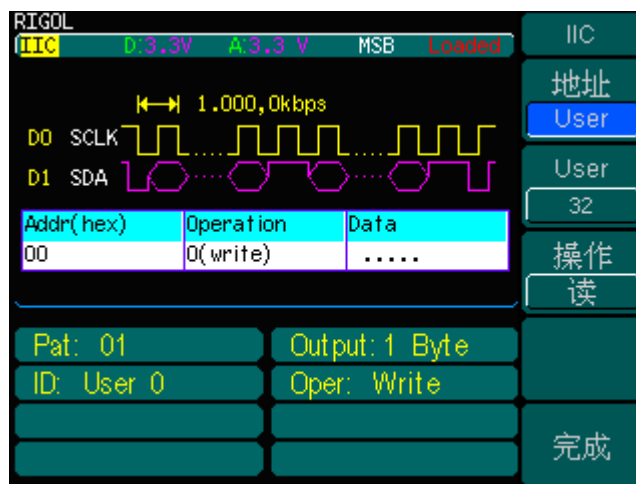 RIGOL
IIC D:3.3V A:3.3 V MSB Loaded
1.000,0kbps
D0 SCLK
D1 SDA
Addr(hex) Operation Data
00 0(write) .....
Pat: 01 Output: 1 Byte
ID: User 0 Oper: Write
IIC
地址
User
User
32
操作
读
完成